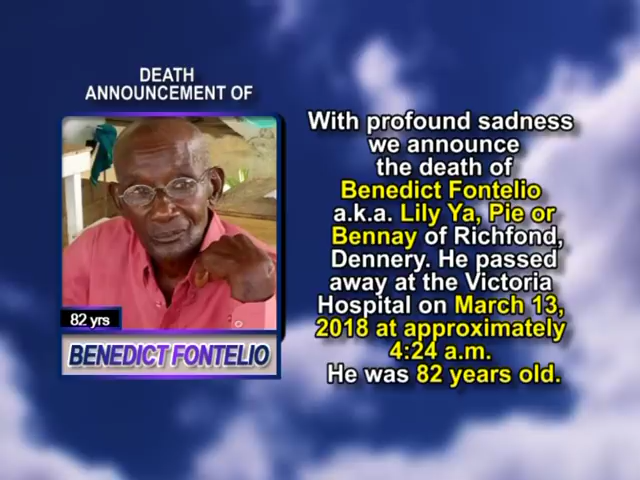 DEATH
ANNOUNCEMENT OF
82 yrs
BENEDICT FONTELIO
With profound sadness
we announce
the death of
Benedict Fontelio
a.k.a. Lily Ya, Pie or
Bennay of Richfond,
Dennery. He passed
away at the Victoria
Hospital on March 13,
2018 at approximately
4:24 a.m.
He was 82 years old.